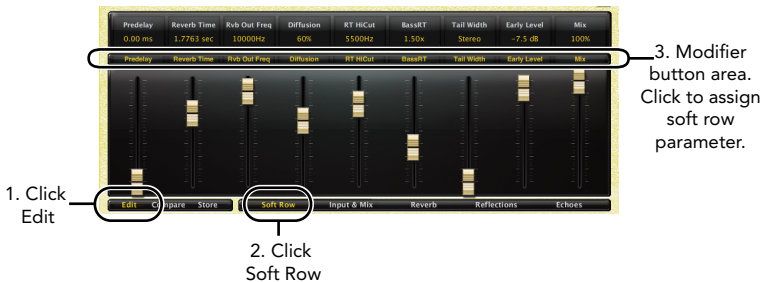 Predelay Reverb Time Rvb Out Freq Diffusion RT HiCut BassRT Tail Width Early Level Mix
0.00 ms 1.7763 sec 10000Hz 60% 5500Hz 1.50x Stereo -7.5 dB 100%
Predelay Reverb Time Rvb Out Freq Diffusion RT HiCut BassRT Tail Width Early Level Mix
3. Modifier
button area.
Click to assign
soft row
parameter.
1. Click
Edit
Edit Compare Store Soft Row Input & Mix Reverb Reflections Echoes
2. Click
Soft Row